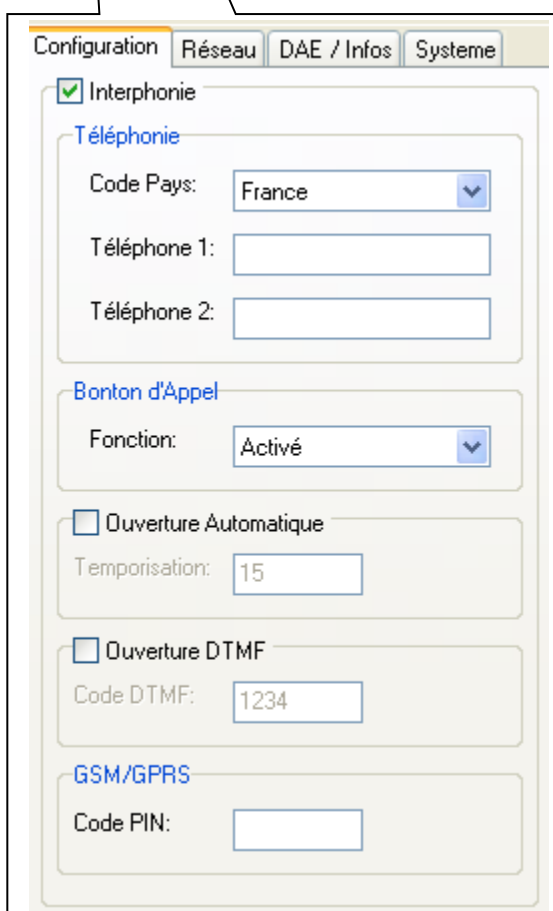 Configuration Réseau DAE / Infos Systeme
Interphonie
Téléphonie
Code Pays: France
Téléphone 1:
Téléphone 2:
Bonton d'Appel
Fonction: Activé
Ouverture Automatique
Temporisation: 15
Ouverture DTMF
Code DTMF: 1234
GSM/GPRS
Code PIN: